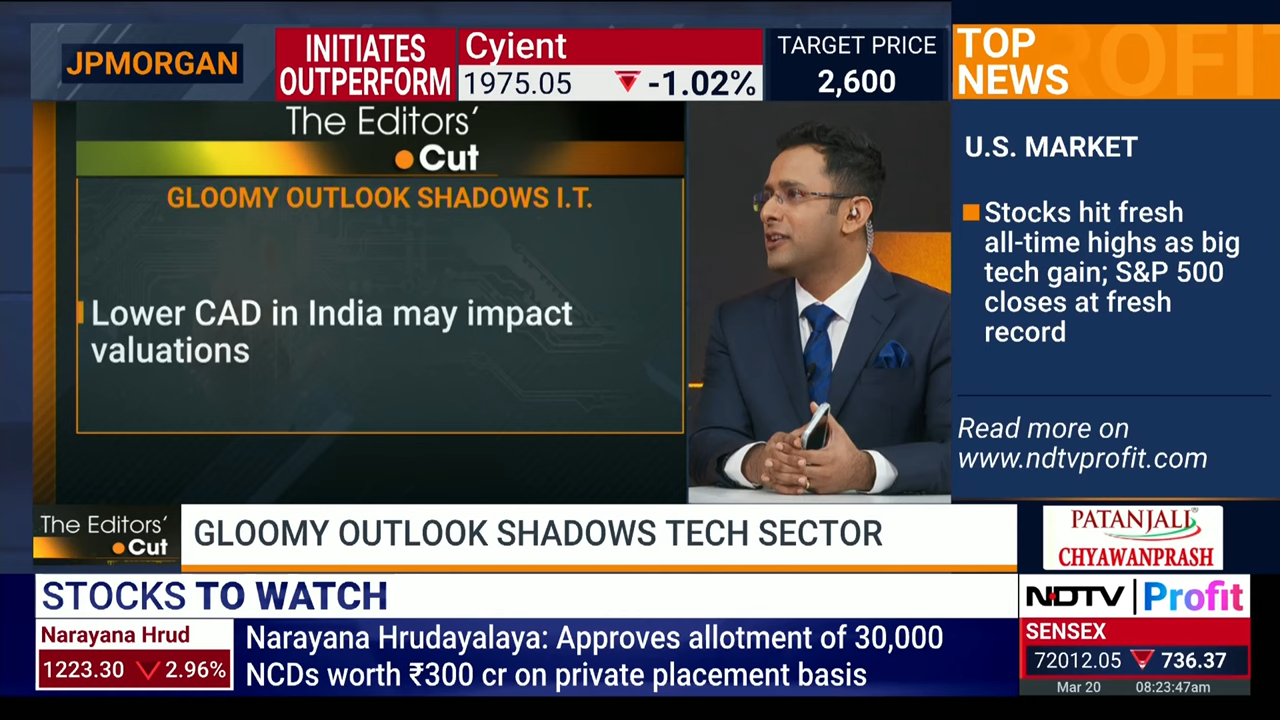 JPMORGAN
INITIATES
OUTPERFORM
Cyient
1975.05 ▼ -1.02%
TARGET PRICE
2,600
TOP
NEWS
The Editors'
Cut
GLOOMY OUTLOOK SHADOWS I.T.
Lower CAD in India may impact
valuations
U.S. MARKET
Stocks hit fresh
all-time highs as big
tech gain; S&P 500
closes at fresh
record
Read more on
www.ndtvprofit.com
The Editors'
Cut
GLOOMY OUTLOOK SHADOWS TECH SECTOR
PATANJALI
CHYAWANPRASH
STOCKS TO WATCH
NDTV Profit
Narayana Hrud
1223.30 2.96%
Narayana Hrudayalaya: Approves allotment of 30,000
NCDs worth ₹300 cr on private placement basis
SENSEX
72012.05 736.37
Mar 20 08:23:47am